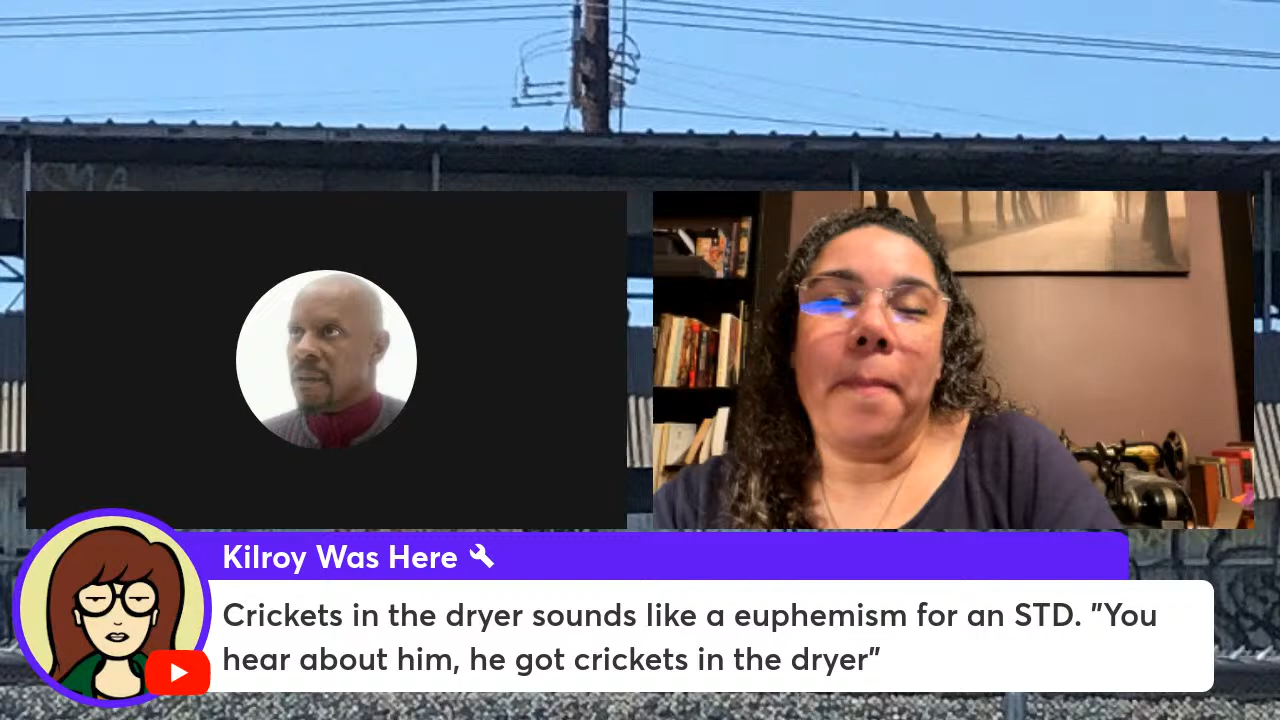 Kilroy Was Here
Crickets in the dryer sounds like a euphemism for an STD. "You
hear about him, he got crickets in the dryer"